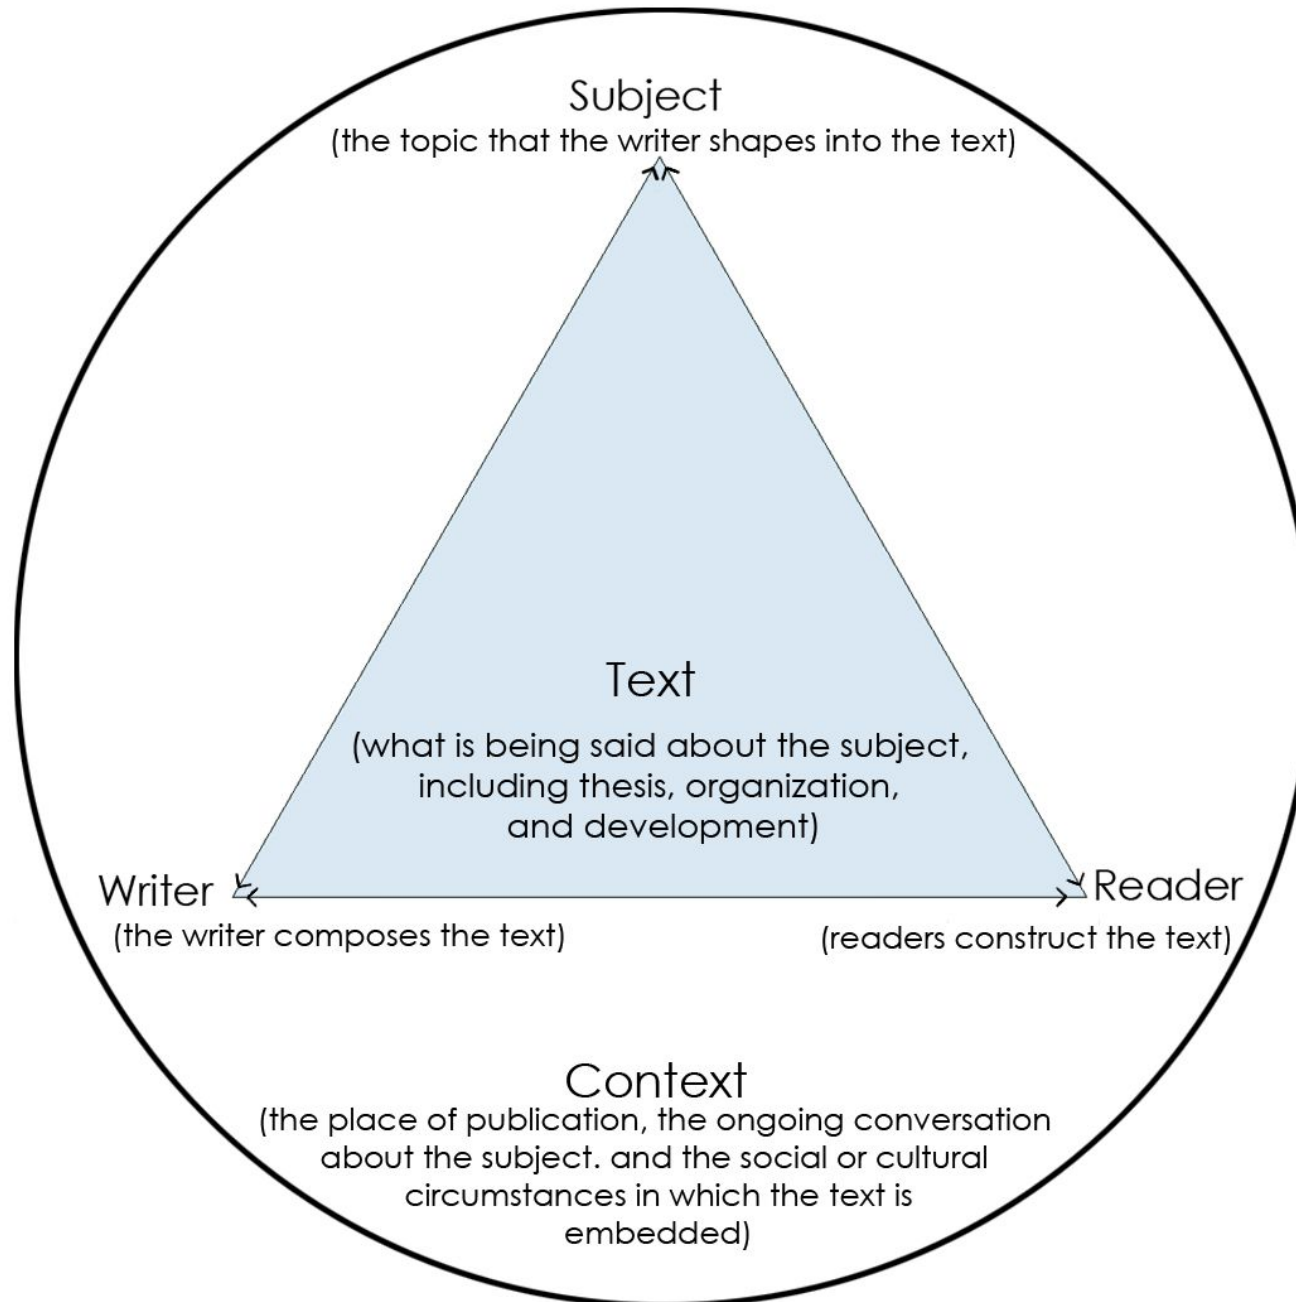 Subject
(the topic that the writer shapes into the text)
Text
(what is being said about the subject,
including thesis, organization,
and development)
Writer
(the writer composes the text)
Reader
(readers construct the text)
Context
(the place of publication, the ongoing conversation
about the subject. and the social or cultural
circumstances in which the text is
embedded)